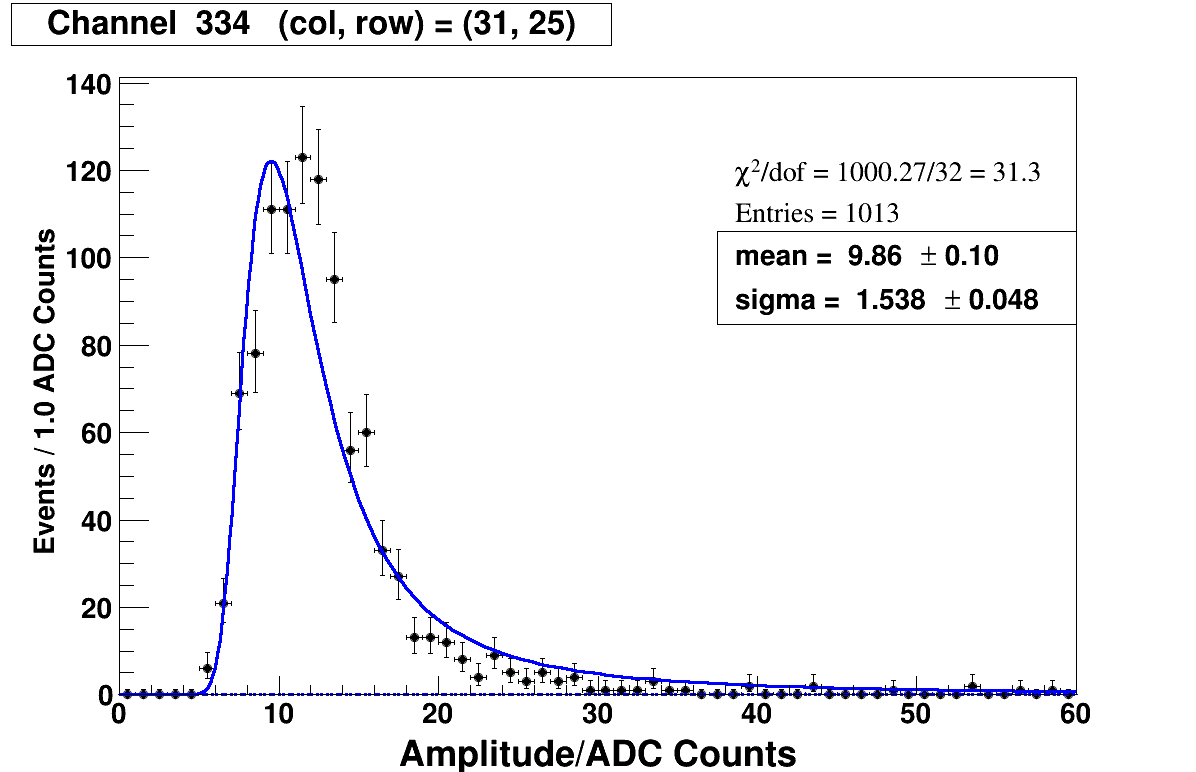 Channel 334 (col, row) = (31, 25)
140
120
100
80
60
40
20
0
Events / 1.0 ADC Counts
χ²/dof = 1000.27/32 = 31.3
Entries = 1013
mean = 9.86 ± 0.10
sigma = 1.538 ± 0.048
0 10 20 30 40 50 60
Amplitude/ADC Counts